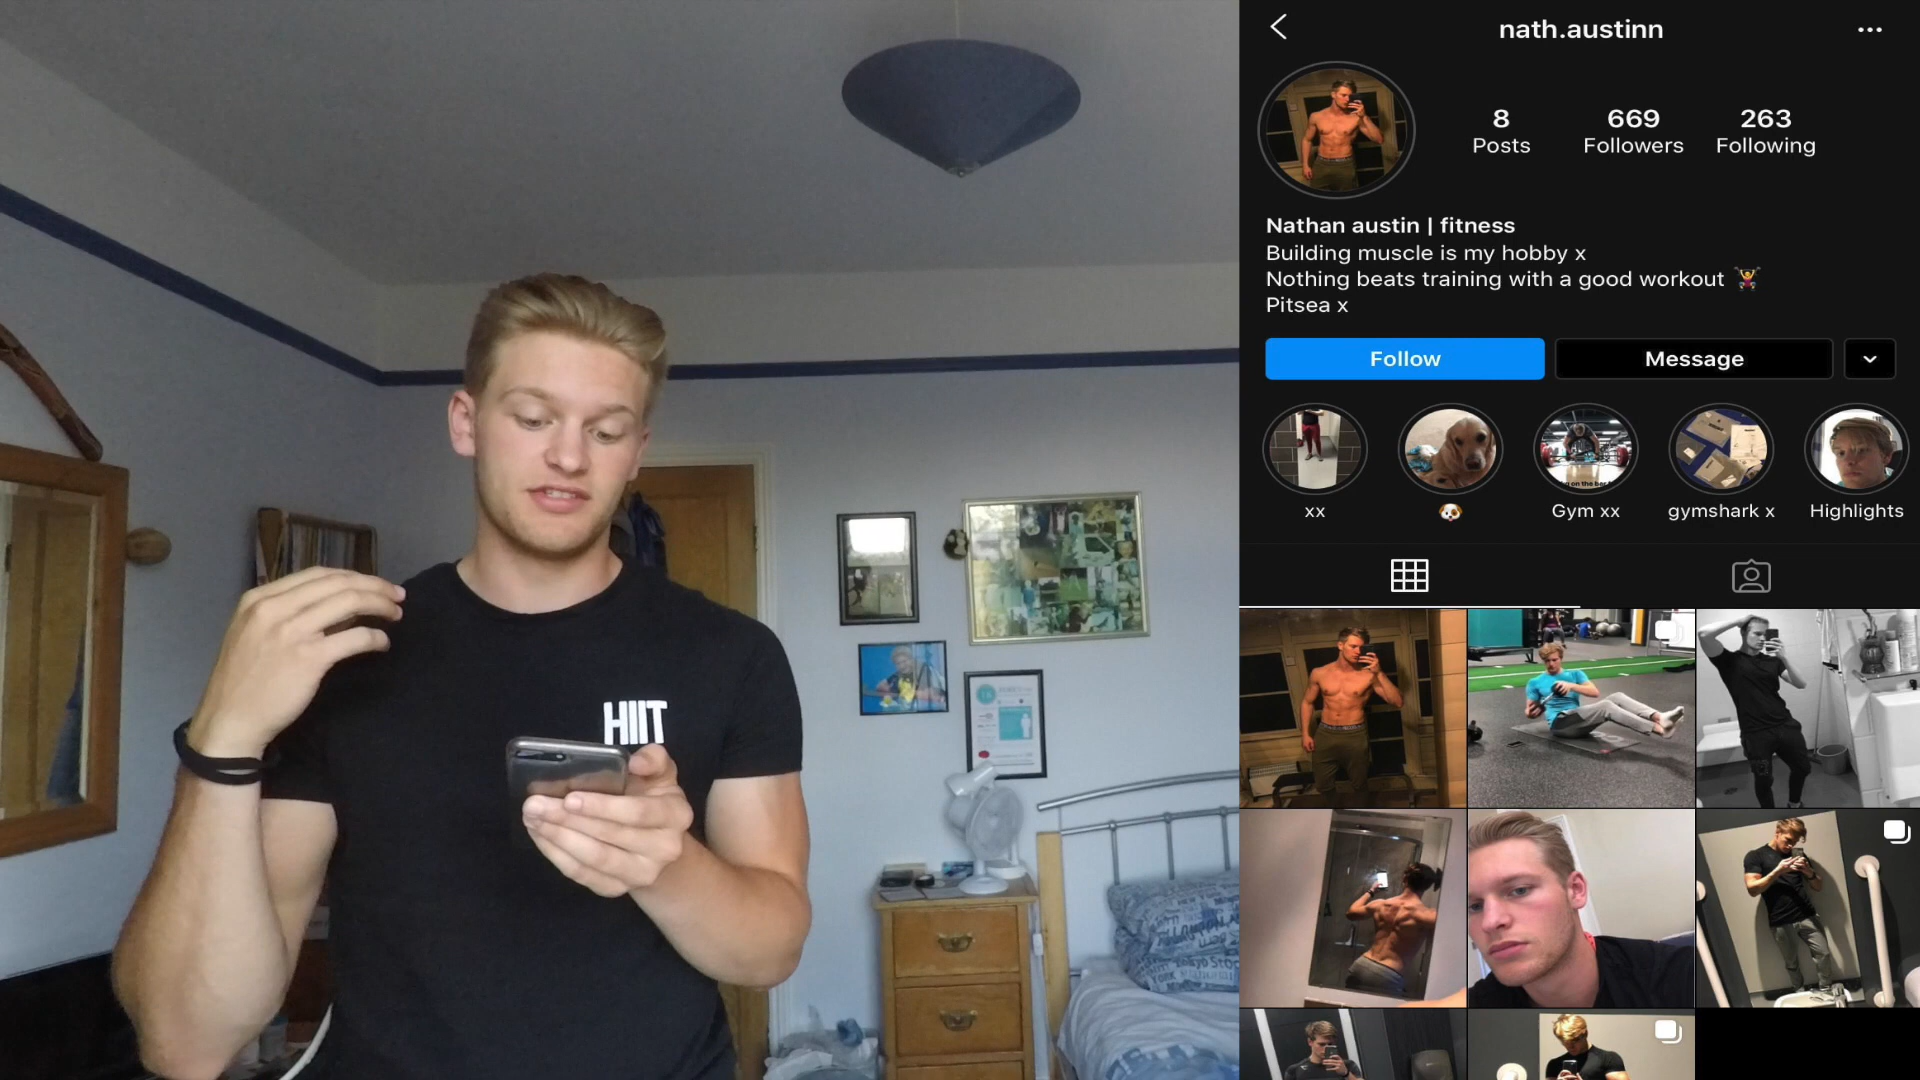 HIIT
nath.austinn
8
669
263
Posts
Followers
Following
Nathan austin | fitness
Building muscle is my hobby x
Nothing beats training with a good workout 🏋️
Pitsea x
Follow
Message
xx
🐶
Gym xx
gymshark x
Highlights